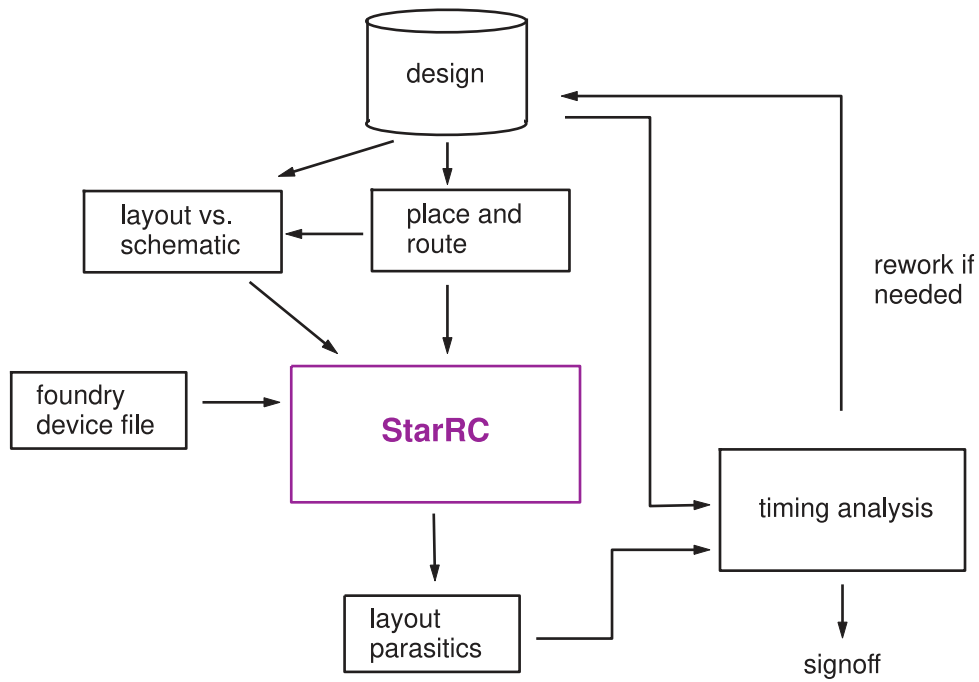 design
layout vs.
schematic
place and
route
rework if
needed
foundry
device file
StarRC
timing analysis
layout
parasitics
signoff